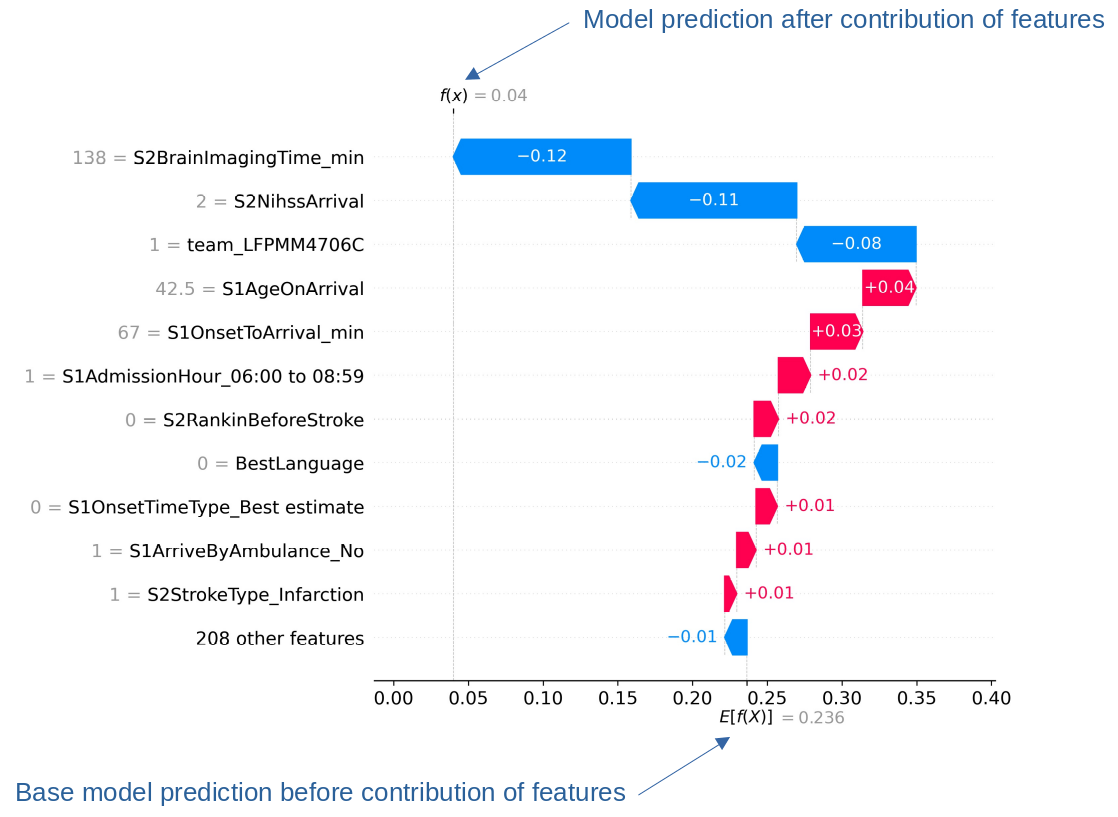 Model prediction after contribution of features
f(x) = 0.04
138 = S2BrainImagingTime_min −0.12
2 = S2NihssArrival −0.11
1 = team_LFPMM4706C −0.08
42.5 = S1AgeOnArrival +0.04
67 = S1OnsetToArrival_min +0.03
1 = S1AdmissionHour_06:00 to 08:59 +0.02
0 = S2RankinBeforeStroke +0.02
0 = BestLanguage −0.02
0 = S1OnsetTimeType_Best estimate +0.01
1 = S1ArriveByAmbulance_No +0.01
1 = S2StrokeType_Infarction +0.01
208 other features −0.01
0.00 0.05 0.10 0.15 0.20 0.25 0.30 0.35 0.40
E[f(X)] = 0.236
Base model prediction before contribution of features